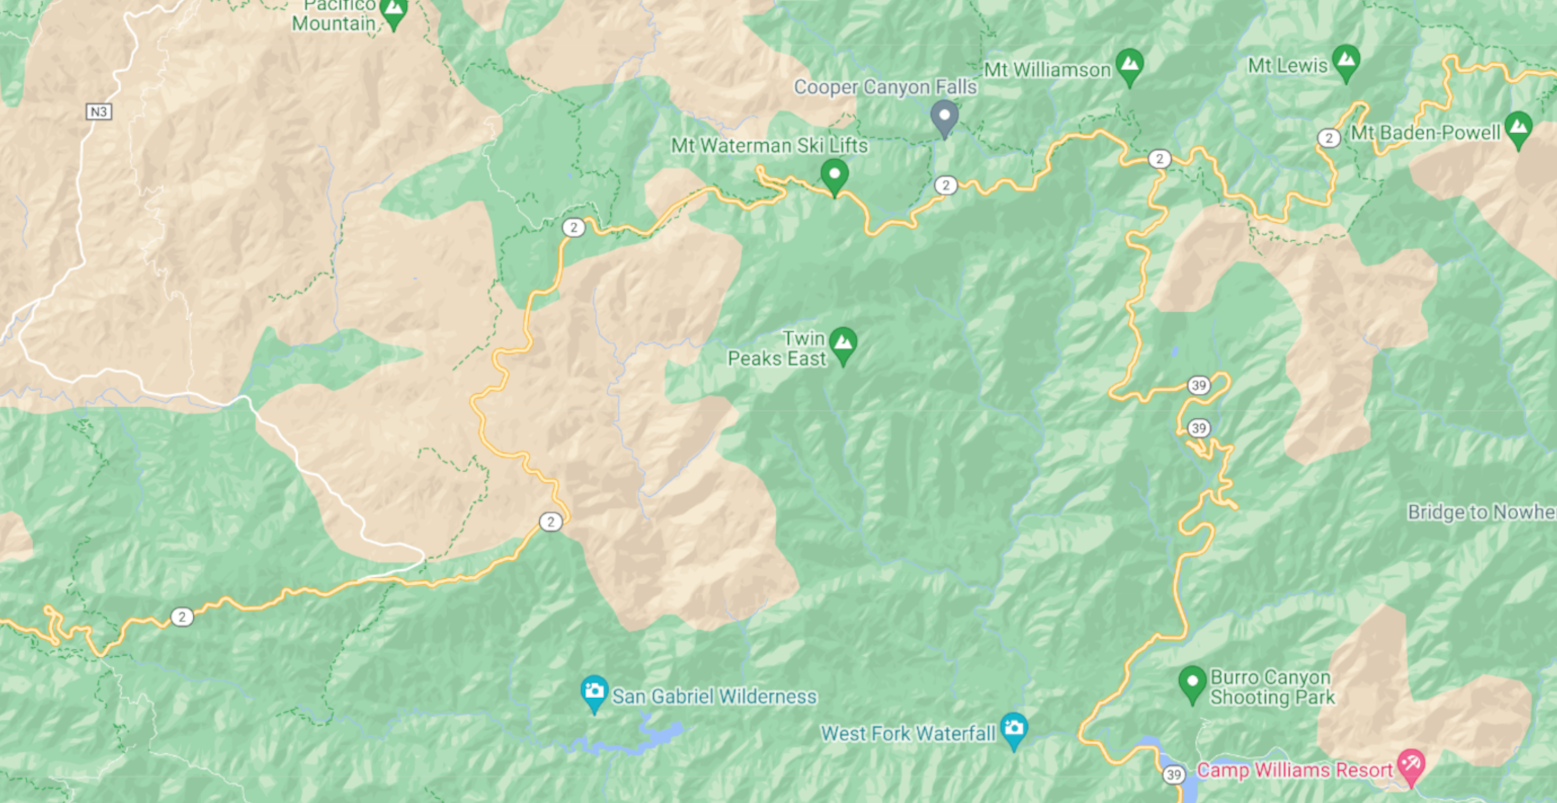 Pacifico
Mountain
N3
Mt Williamson
Mt Lewis
Cooper Canyon Falls
2
Mt Baden-Powell
Mt Waterman Ski Lifts
2
2
2
Twin
Peaks East
39
39
Bridge to Nowhe
2
2
Burro Canyon
Shooting Park
San Gabriel Wilderness
West Fork Waterfall
Camp Williams Resort
39